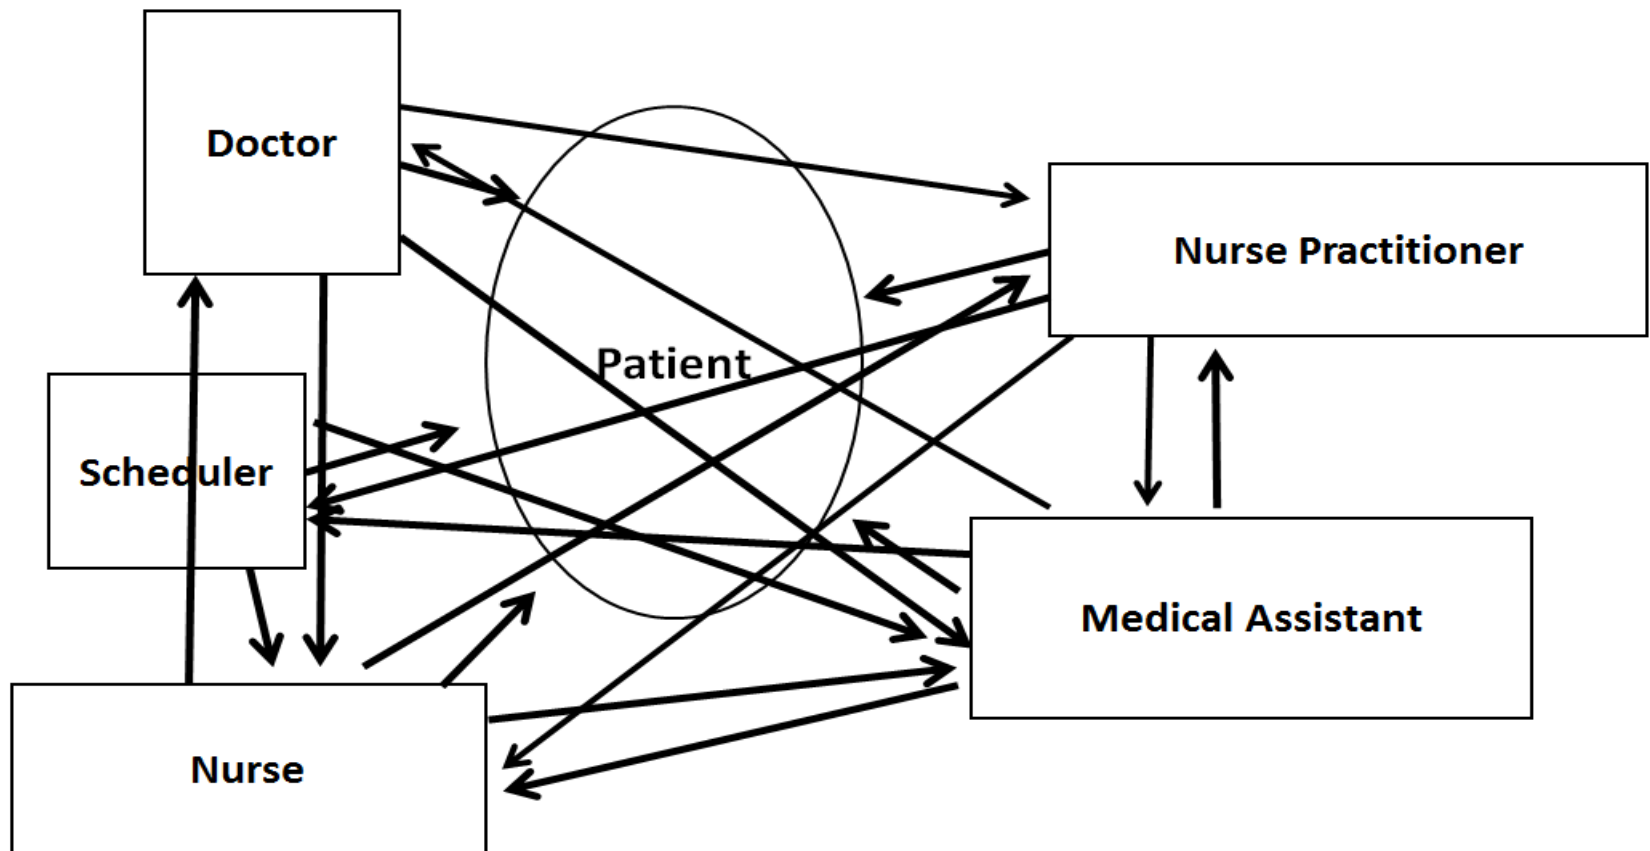 Doctor
Nurse Practitioner
Patient
Scheduler
Medical Assistant
Nurse